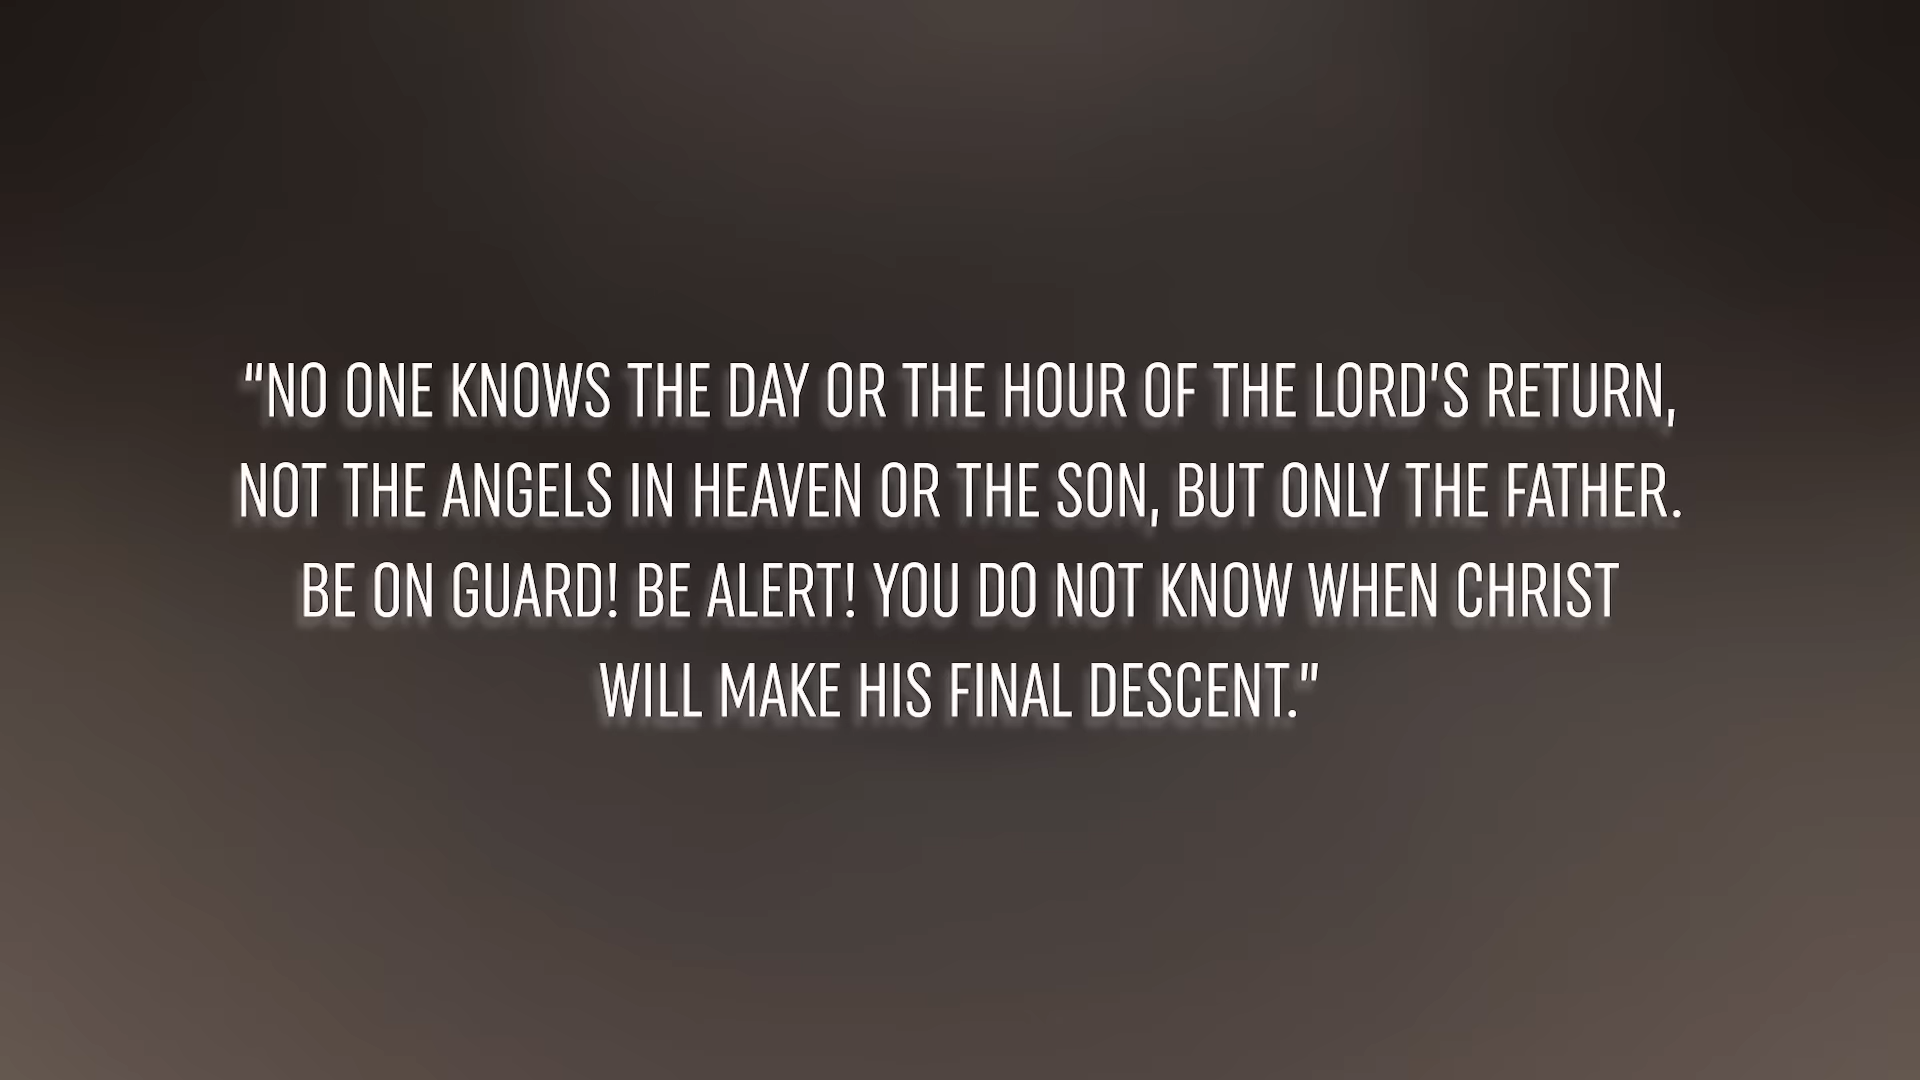 “NO ONE KNOWS THE DAY OR THE HOUR OF THE LORD'S RETURN,
NOT THE ANGELS IN HEAVEN OR THE SON, BUT ONLY THE FATHER.
BE ON GUARD! BE ALERT! YOU DO NOT KNOW WHEN CHRIST
WILL MAKE HIS FINAL DESCENT.”